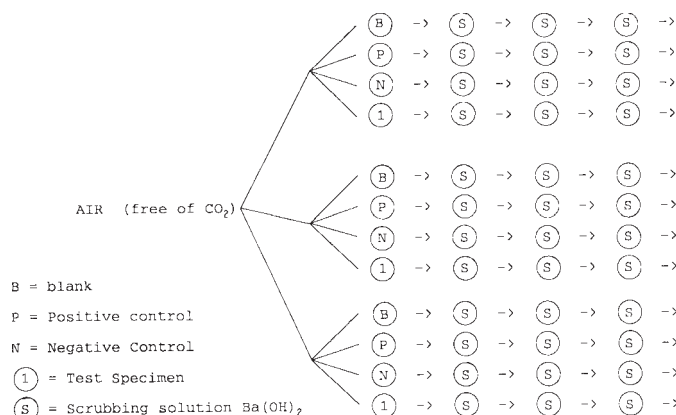 B -> S -> S -> S ->
P -> S -> S -> S ->
N -> S -> S -> S ->
1 -> S -> S -> S ->
B -> S -> S -> S ->
P -> S -> S -> S ->
AIR (free of CO₂)
N -> S -> S -> S ->
1 -> S -> S -> S ->
B = blank
B -> S -> S -> S ->
P = Positive control
P -> S -> S -> S ->
N = Negative Control
N -> S -> S -> S ->
1 = Test Specimen
1 -> S -> S -> S ->
S = Scrubbing solution Ba(OH)₂